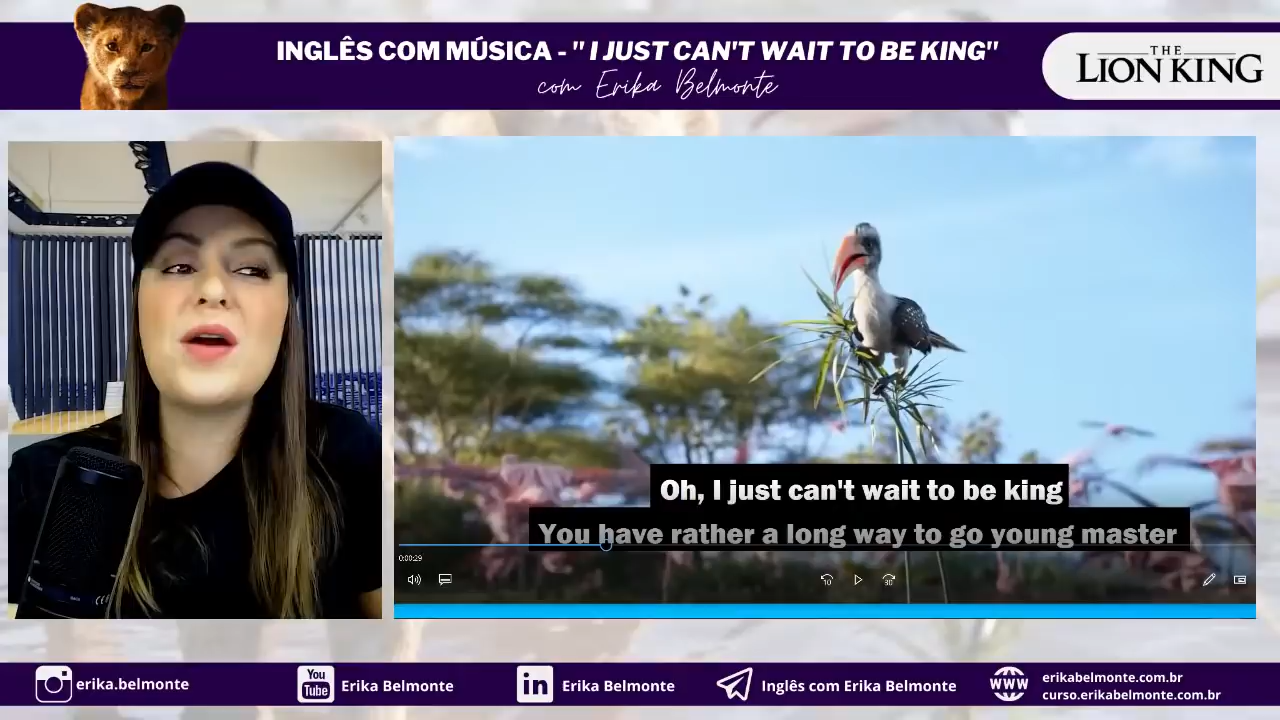 INGLÊS COM MÚSICA - " I JUST CAN'T WAIT TO BE KING"
com Erika Belmonte
THE
LION KING
Oh, I just can't wait to be king
You have rather a long way to go young master
0:00:29
10
30
erika.belmonte
You
Tube
Erika Belmonte
in
Erika Belmonte
Inglês com Erika Belmonte
WWW
erikabelmonte.com.br
curso.erikabelmonte.com.br